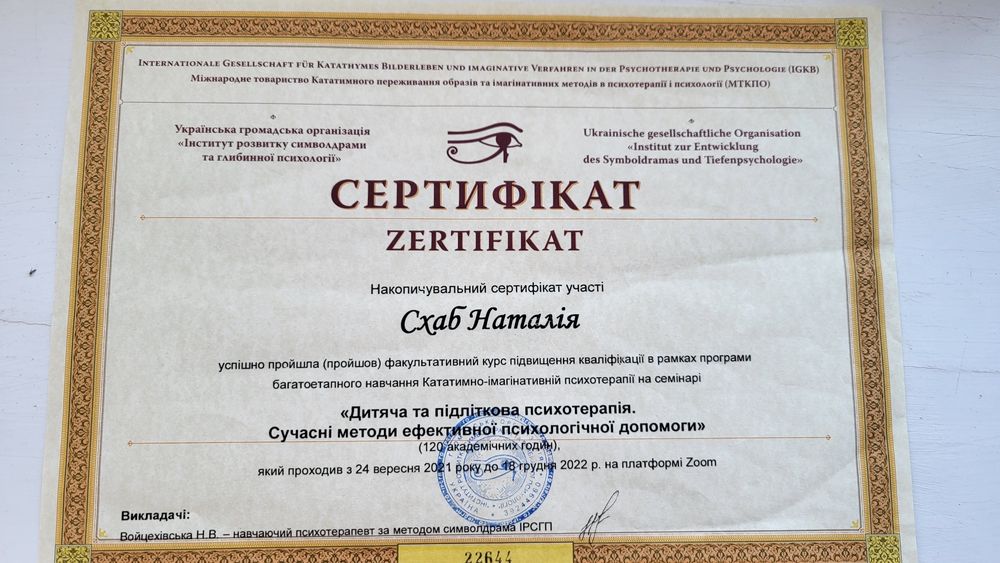 INTERNATIONALE GESELLSCHAFT FÜR KATATHYMES BILDERLEBEN UND IMAGINATIVE VERFAHREN IN DER PSYCHOTHERAPIE UND PSYCHOLOGIE (IGKB)
Міжнародне товариство Кататимного переживання образів та імагінативних методів в психотерапії і психології (МТКПО)
Українська громадська організація
«Інститут розвитку символдрами
та глибинної психології»
Ukrainische gesellschaftliche Organisation
«Institut zur Entwicklung
des Symboldramas und Tiefenpsychologie»
СЕРТИФІКАТ
ZERTIFIKAT
Накопичувальний сертифікат участі
Схаб Наталія
успішно пройшла (пройшов) факультативний курс підвищення кваліфікації в рамках програми
багатоетапного навчання Кататимно-імагінативній психотерапії на семінарі
«Дитяча та підліткова психотерапія.
Сучасні методи ефективної психологічної допомоги»
(120 академічних годин),
який проходив з 24 вересня 2021 року до 18 грудня 2022 р. на платформі Zoom
Викладачі:
Войцехівська Н.В. – навчаючий психотерапевт за методом символдрама ІРСГП
22644